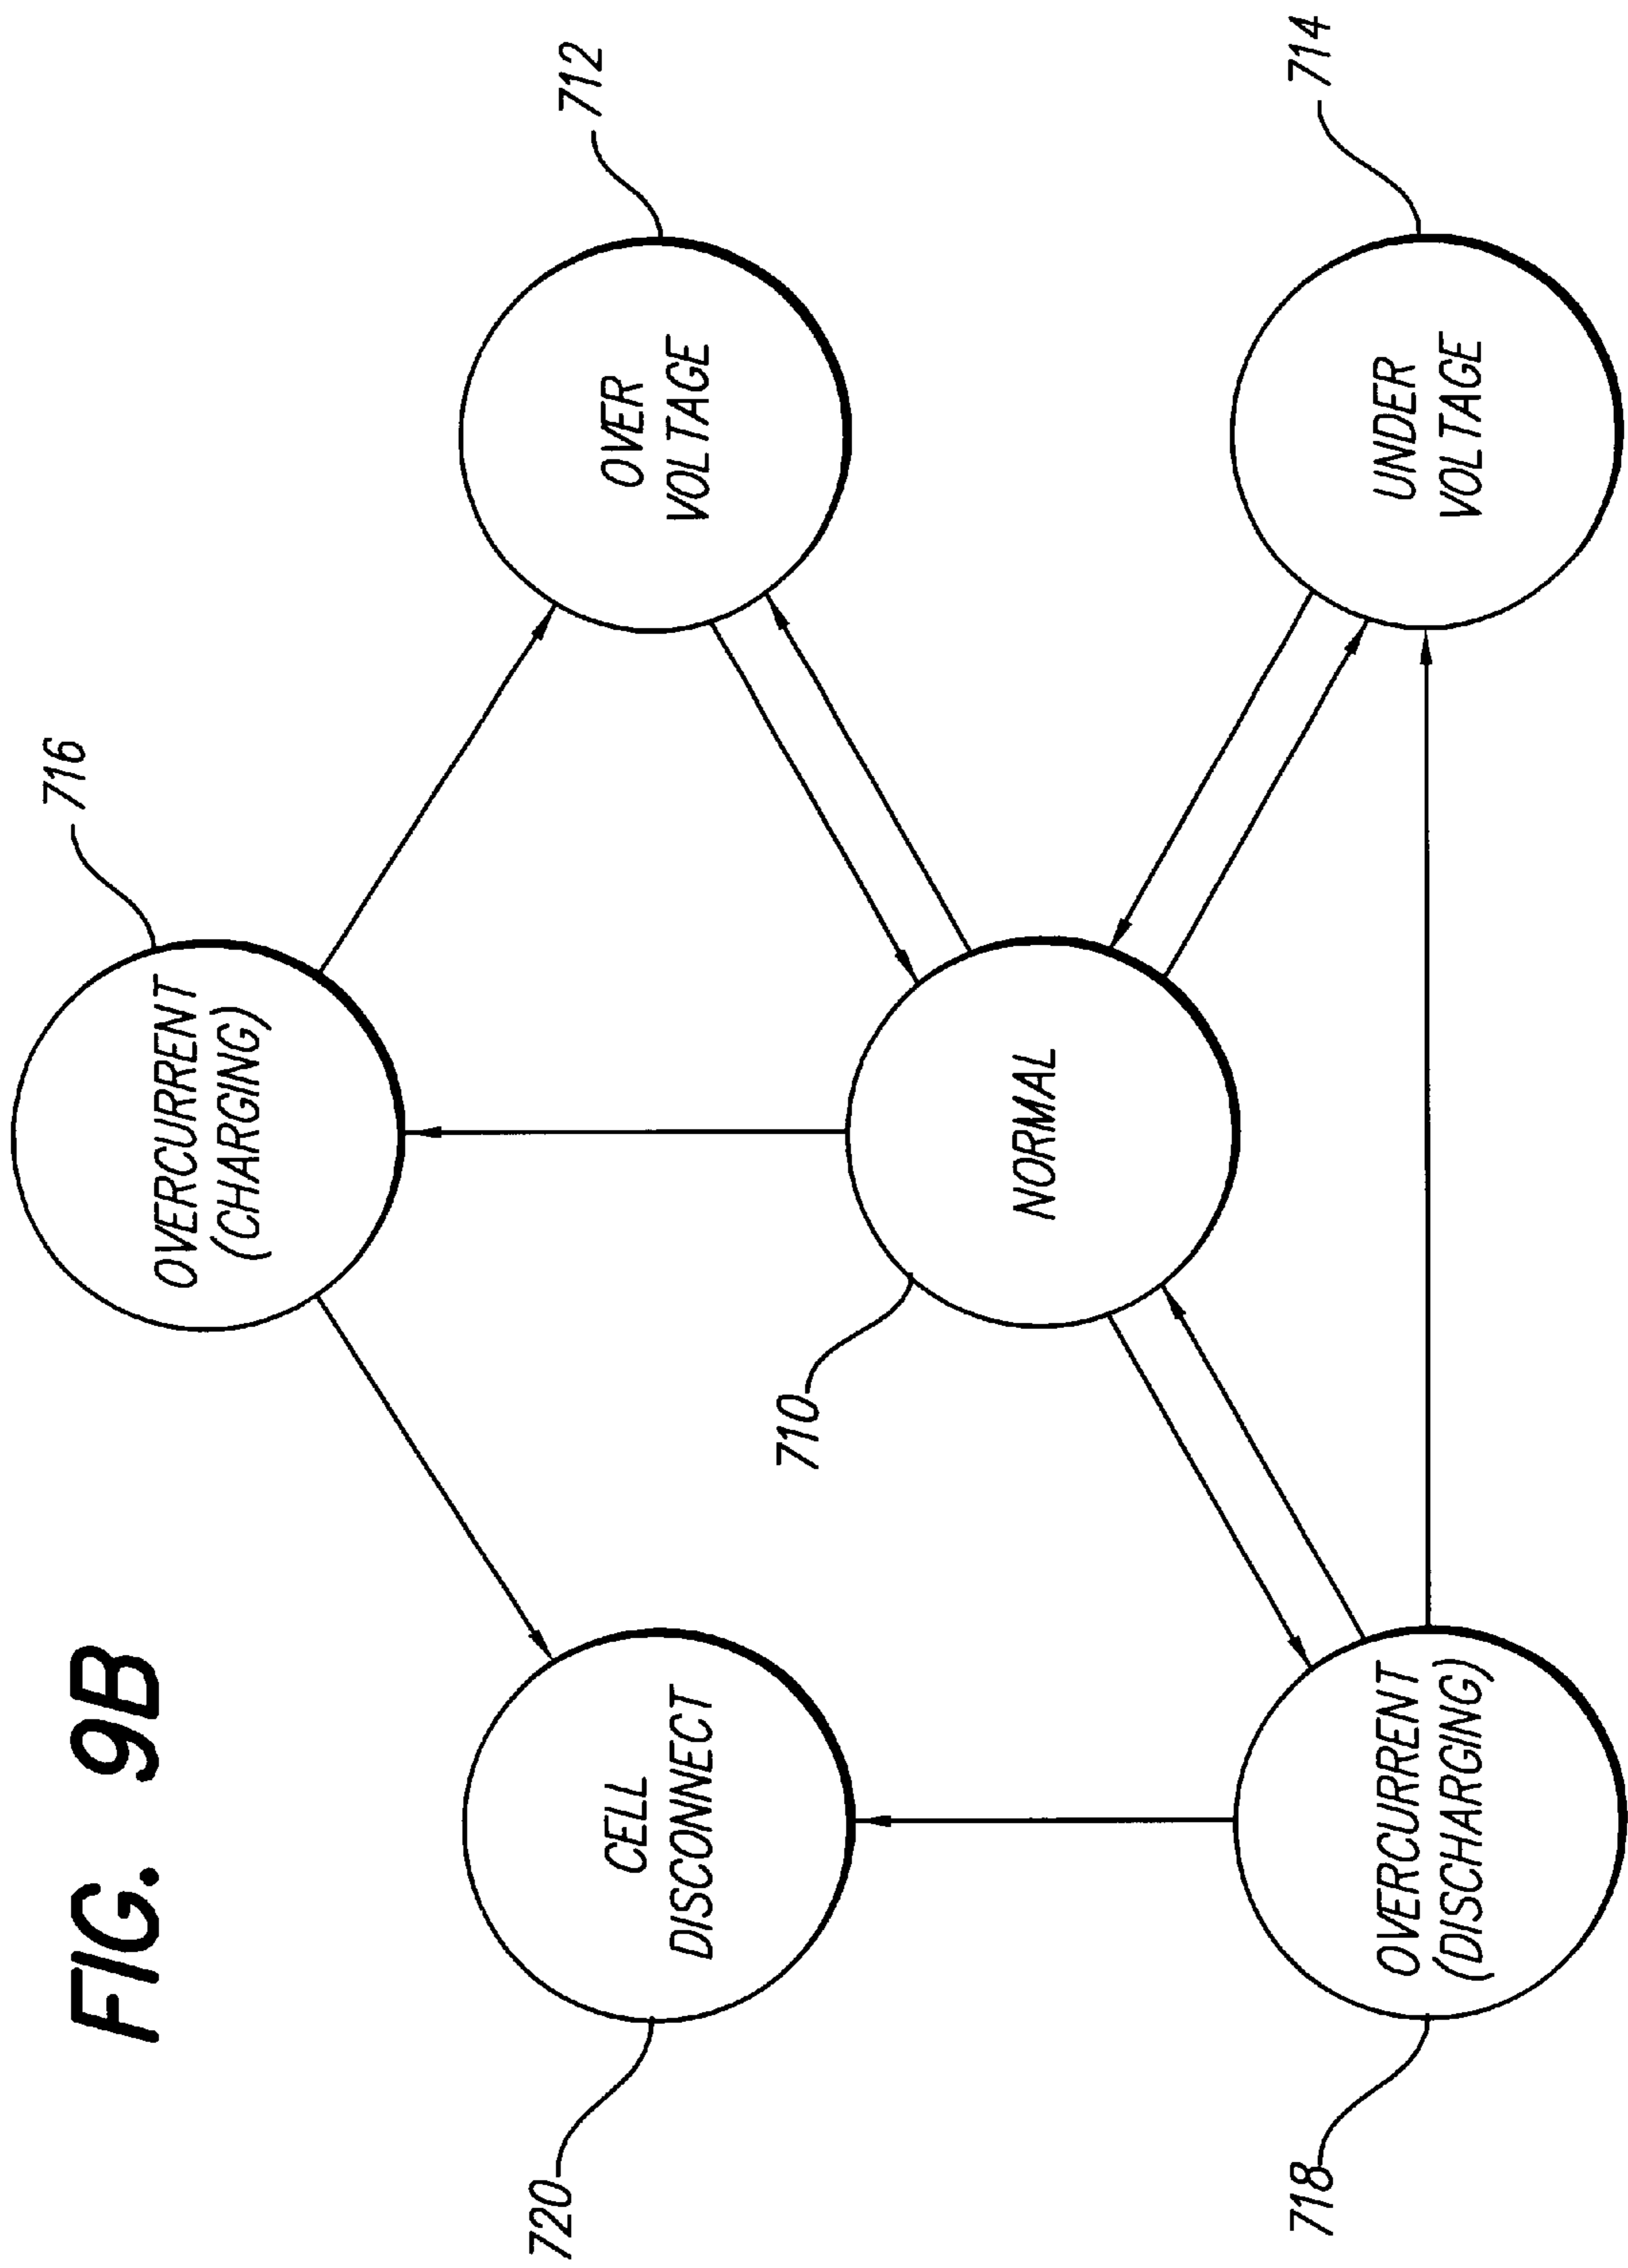 FIG. 9B
716
OVERCURRENT
(CHARGING)
720
CELL
DISCONNECT
712
OVER
VOLTAGE
710
NORMAL
718
OVERCURRENT
(DISCHARGING)
714
UNDER
VOLTAGE